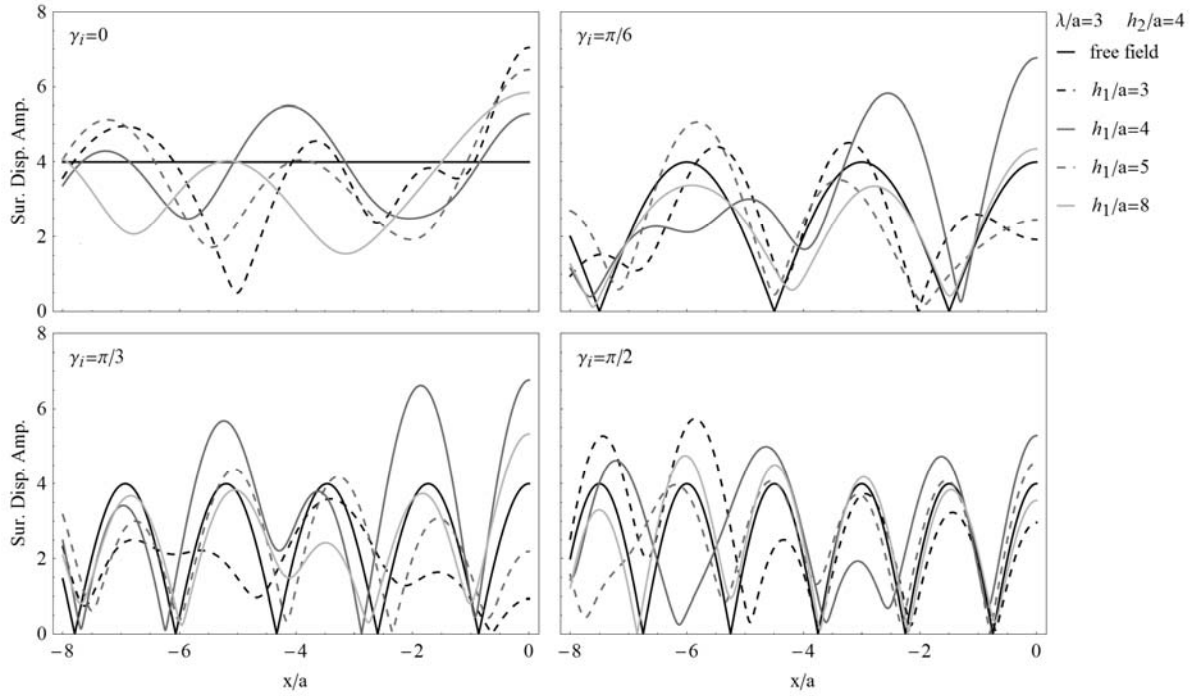 λ/a=3 h₂/a=4
free field
h₁/a=3
h₁/a=4
h₁/a=5
h₁/a=8
γᵢ=0
γᵢ=π/6
8
6
4
2
0
Sur. Disp. Amp.
γᵢ=π/3
γᵢ=π/2
8
6
4
2
0
Sur. Disp. Amp.
−8 −6 −4 −2 0
−8 −6 −4 −2 0
x/a
x/a